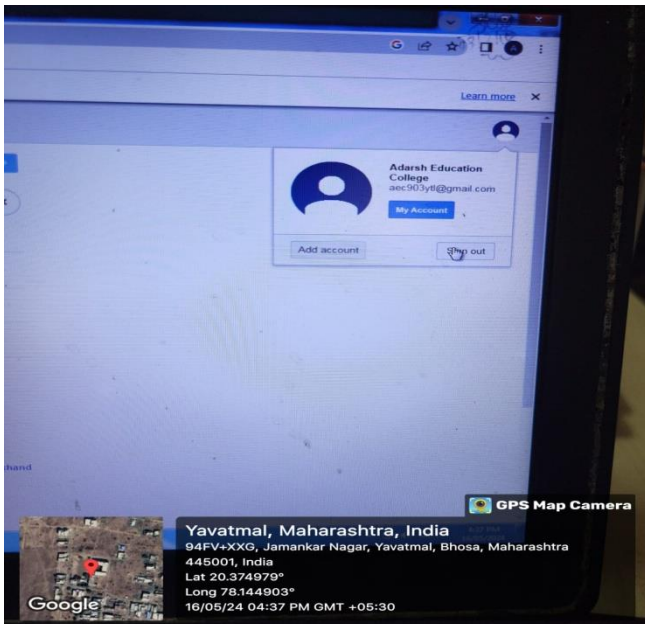 G
A
Learn more
Adarsh Education
College
aec903ytl@gmail.com
My Account
Add account
Sign out
hand
GPS Map Camera
Yavatmal, Maharashtra, India
94FV+XXG, Jamankar Nagar, Yavatmal, Bhosa, Maharashtra
445001, India
Lat 20.374979°
Long 78.144903°
16/05/24 04:37 PM GMT +05:30
Google